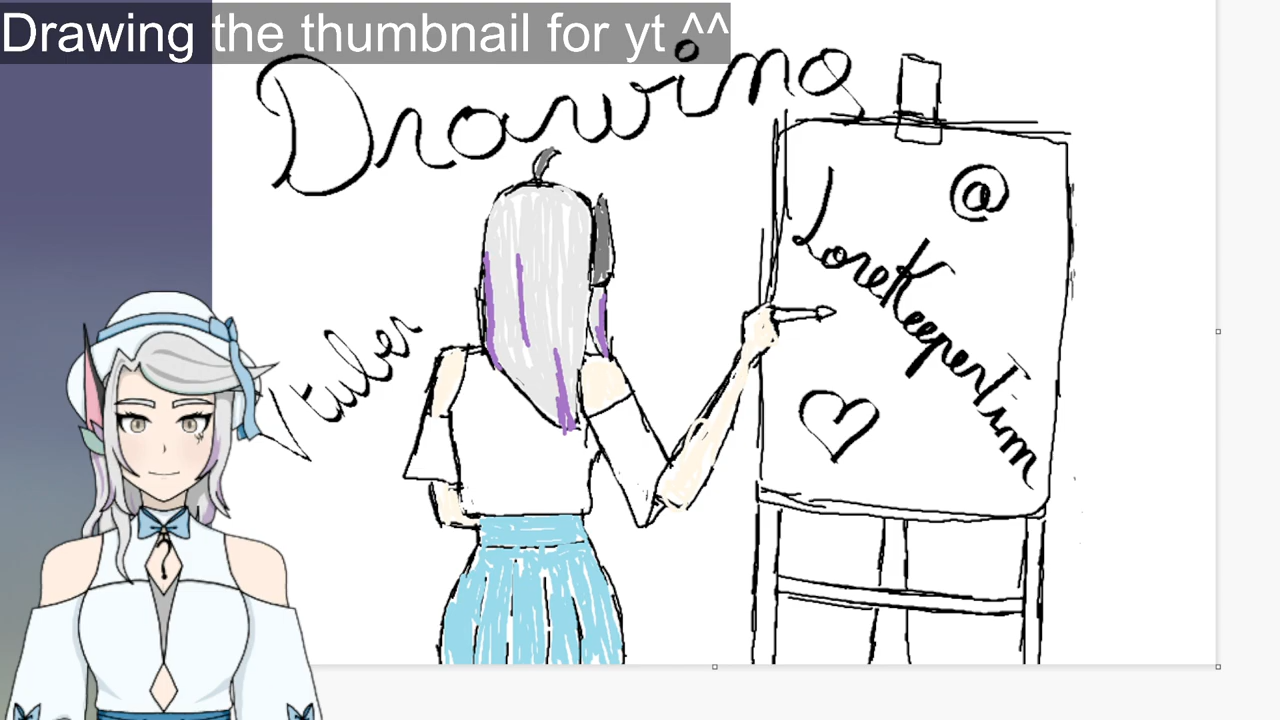 Drawing the thumbnail for yt ^^
Drawing
Vtuber
@
LoreKeeperTim